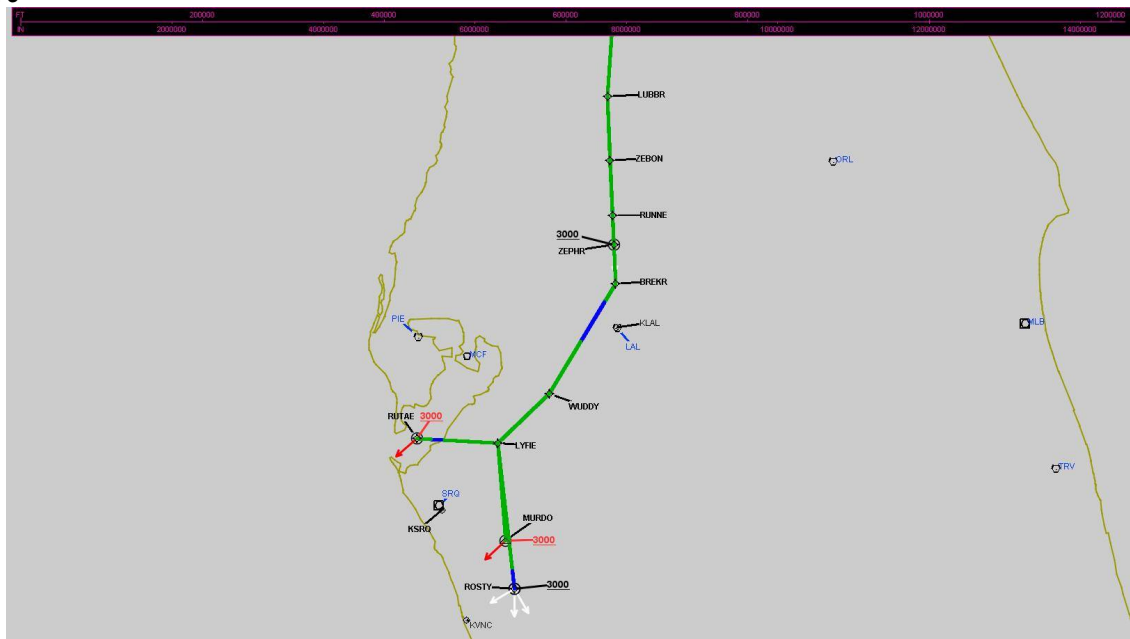 FT 200000 400000 600000 800000 1000000 1200000
IN 2000000 4000000 6000000 8000000 10000000 12000000 14000000
LUBBR
ZEBON
ORL
RUNNE
3000
ZEPHR
BREKR
PIE
KLAL
MLB
LAL
MCF
WUDDY
RUTAE 3000
LYFIE
TRV
SRQ
MURDO
KSRQ
3000
ROSTY 3000
KVNC